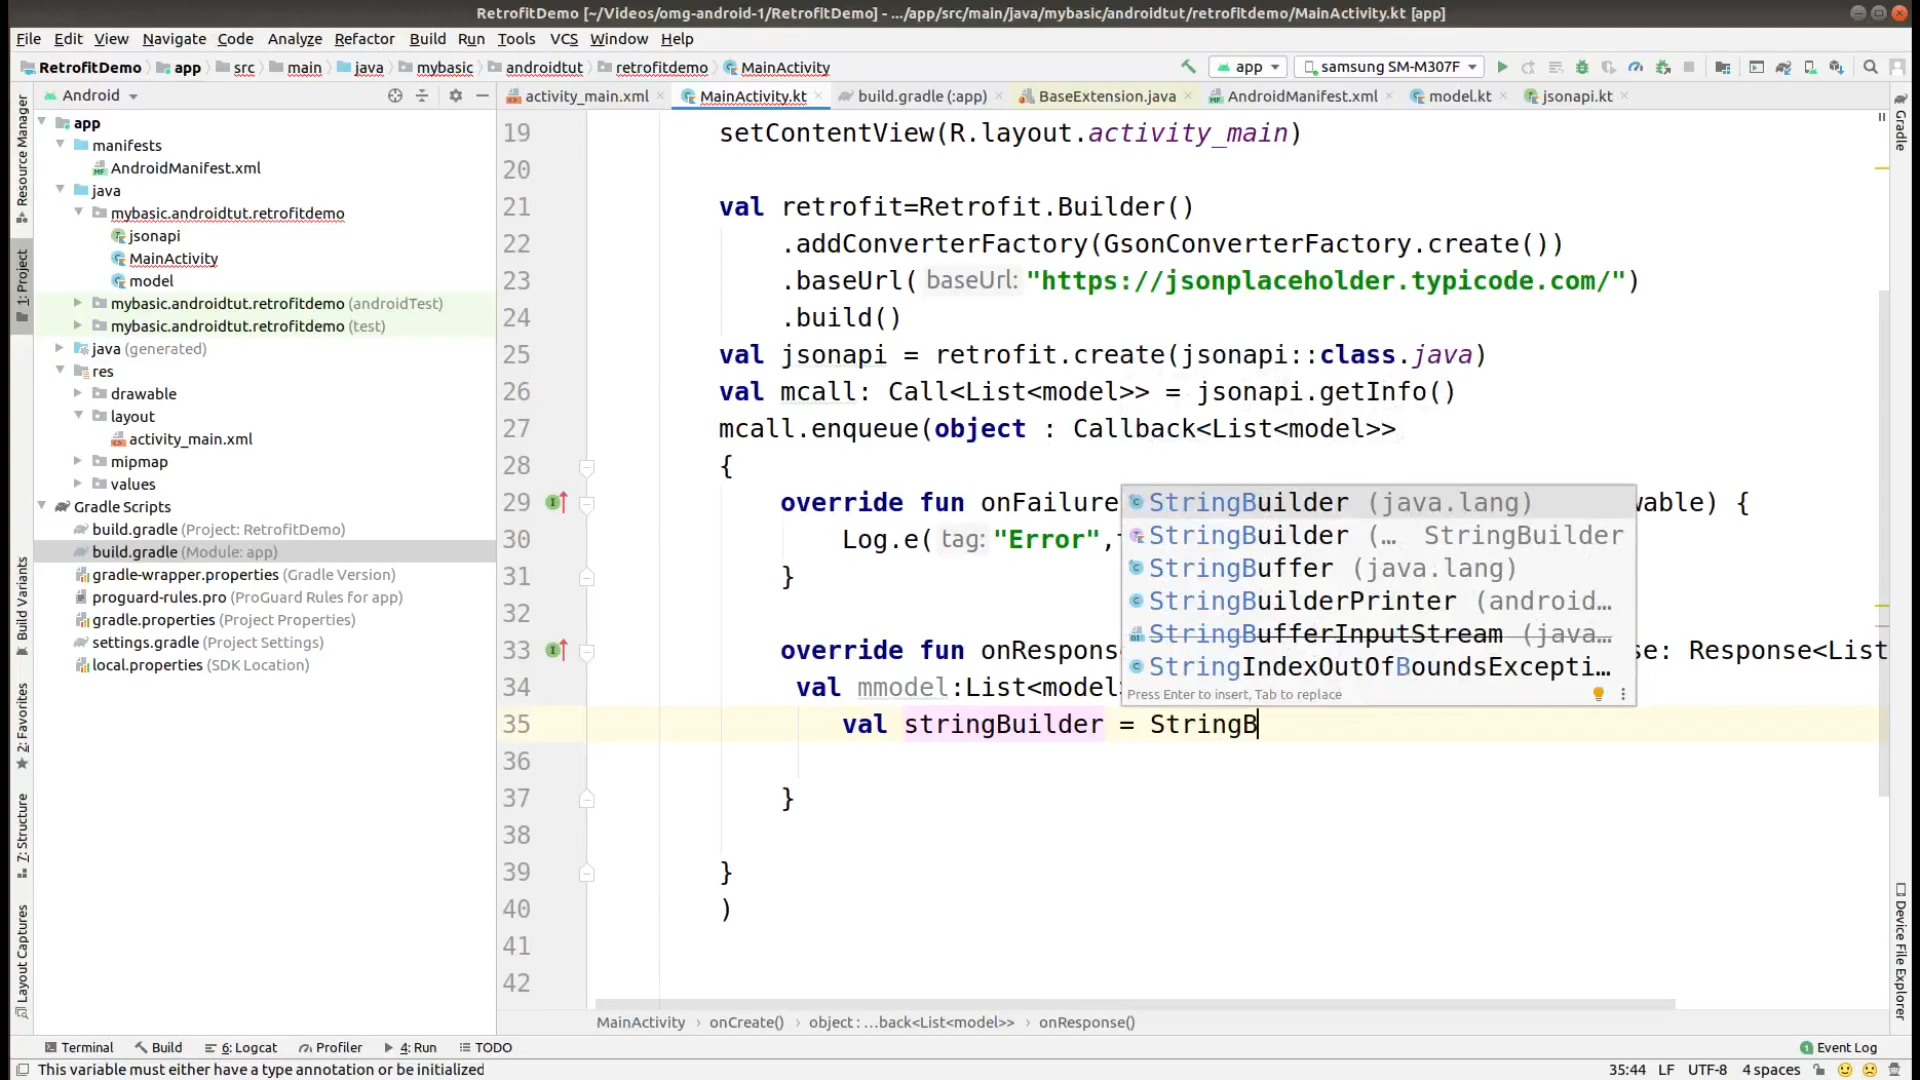 RetrofitDemo [~/Videos/omg-android-1/RetrofitDemo] - .../app/src/main/java/mybasic/androidtut/retrofitdemo/MainActivity.kt [app]
File Edit View Navigate Code Analyze Refactor Build Run Tools VCS Window Help
RetrofitDemo app src main java mybasic androidtut retrofitdemo MainActivity app samsung SM-M307F
Android activity_main.xml MainActivity.kt build.gradle (:app) BaseExtension.java AndroidManifest.xml model.kt jsonapi.kt
app
manifests
AndroidManifest.xml
java
mybasic.androidtut.retrofitdemo
jsonapi
MainActivity
model
mybasic.androidtut.retrofitdemo (androidTest)
mybasic.androidtut.retrofitdemo (test)
java (generated)
res
drawable
layout
activity_main.xml
mipmap
values
Gradle Scripts
build.gradle (Project: RetrofitDemo)
build.gradle (Module: app)
gradle-wrapper.properties (Gradle Version)
proguard-rules.pro (ProGuard Rules for app)
gradle.properties (Project Properties)
settings.gradle (Project Settings)
local.properties (SDK Location)
Resource Manager
1: Project
Build Variants
2: Favorites
7: Structure
Layout Captures
19 setContentView(R.layout.activity_main)
20
21 val retrofit=Retrofit.Builder()
22 .addConverterFactory(GsonConverterFactory.create())
23 .baseUrl( baseUrl: "https://jsonplaceholder.typicode.com/")
24 .build()
25 val jsonapi = retrofit.create(jsonapi::class.java)
26 val mcall: Call<List<model>> = jsonapi.getInfo()
27 mcall.enqueue(object : Callback<List<model>>
28 {
29 override fun onFailure wable) {
30 Log.e( tag: "Error",
31 }
32
33 override fun onRespons se: Response<List
34 val mmodel:List<model
35 val stringBuilder = StringB
36
37 }
38
39 }
40 )
41
42
StringBuilder (java.lang)
StringBuilder (… StringBuilder
StringBuffer (java.lang)
StringBuilderPrinter (android…
StringBufferInputStream (java…
StringIndexOutOfBoundsExcepti…
Press Enter to insert, Tab to replace
Gradle
Device File Explorer
MainActivity onCreate() object : …back<List<model>> onResponse()
Terminal Build 6: Logcat Profiler 4: Run TODO Event Log
This variable must either have a type annotation or be initialized 35:44 LF UTF-8 4 spaces